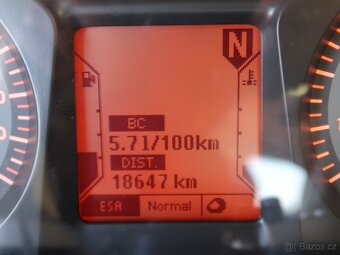 N
BC
5.7l/100km
DIST.
18647 km
ESA Normal
Bazos.cz